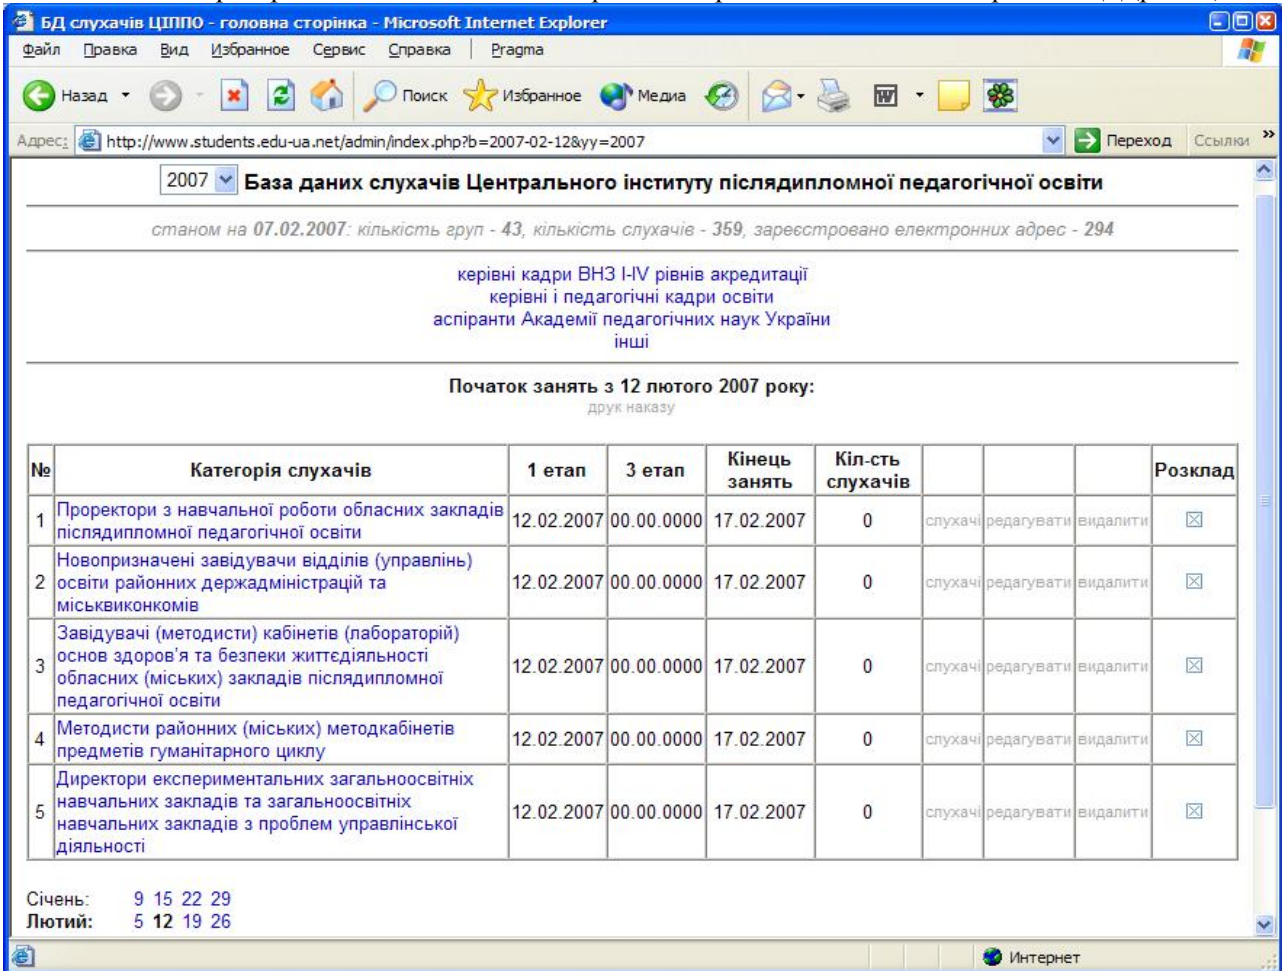 БД слухачів ЦІППО - головна сторінка - Microsoft Internet Explorer
Файл Правка Вид Избранное Сервис Справка Pragma
Назад Поиск Избранное Медиа
Адрес: http://www.students.edu-ua.net/admin/index.php?b=2007-02-12&yy=2007 Переход Ссылки »
2007 База даних слухачів Центрального інституту післядипломної педагогічної освіти
станом на 07.02.2007: кількість груп - 43, кількість слухачів - 359, зареєстровано електронних адрес - 294
керівні кадри ВНЗ I-IV рівнів акредитації
керівні і педагогічні кадри освіти
аспіранти Академії педагогічних наук України
інші
Початок занять з 12 лютого 2007 року:
друк наказу
№ Категорія слухачів 1 етап 3 етап Кінець занять Кіл-сть слухачів Розклад
1 Проректори з навчальної роботи обласних закладів
післядипломної педагогічної освіти
12.02.2007 00.00.0000 17.02.2007 0 слухачі редагувати видалити
2 Новопризначені завідувачи відділів (управлінь)
освіти районних держадміністрацій та
міськвиконкомів
12.02.2007 00.00.0000 17.02.2007 0 слухачі редагувати видалити
3 Завідувачі (методисти) кабінетів (лабораторій)
основ здоров'я та безпеки життєдіяльності
обласних (міських) закладів післядипломної
педагогічної освіти
12.02.2007 00.00.0000 17.02.2007 0 слухачі редагувати видалити
4 Методисти районних (міських) методкабінетів
предметів гуманітарного циклу
12.02.2007 00.00.0000 17.02.2007 0 слухачі редагувати видалити
5 Директори експериментальних загальноосвітніх
навчальних закладів та загальноосвітніх
навчальних закладів з проблем управлінської
діяльності
12.02.2007 00.00.0000 17.02.2007 0 слухачі редагувати видалити
Січень: 9 15 22 29
Лютий: 5 12 19 26
Интернет